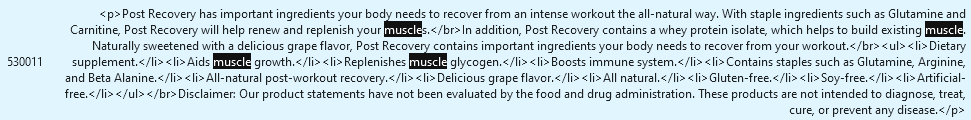 <p>Post Recovery has important ingredients your body needs to recover from an intense workout the all-natural way. With staple ingredients such as Glutamine and
Carnitine, Post Recovery will help renew and replenish your muscles.</br>In addition, Post Recovery contains a whey protein isolate, which helps to build existing muscle.
Naturally sweetened with a delicious grape flavor, Post Recovery contains important ingredients your body needs to recover from your workout.</br><ul><li>Dietary
530011 supplement.</li><li>Aids muscle growth.</li><li>Replenishes muscle glycogen.</li><li>Boosts immune system.</li><li>Contains staples such as Glutamine, Arginine,
and Beta Alanine.</li><li>All-natural post-workout recovery.</li><li>Delicious grape flavor.</li><li>All natural.</li><li>Gluten-free.</li><li>Soy-free.</li><li>Artificial-
free.</li></ul></br>Disclaimer: Our product statements have not been evaluated by the food and drug administration. These products are not intended to diagnose, treat,
cure, or prevent any disease.</p>